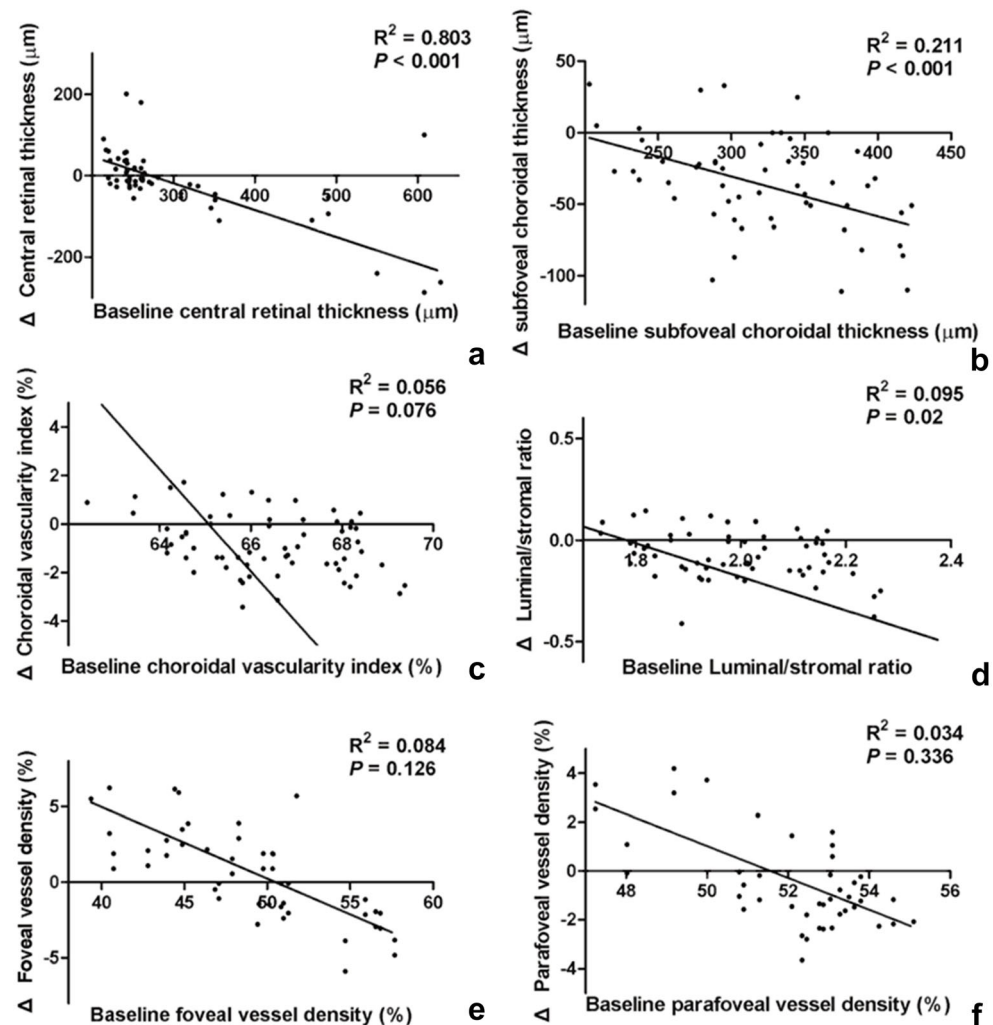 R² = 0.803
P < 0.001
Δ Central retinal thickness (μm)
200
0
-200
300
400
500
600
Baseline central retinal thickness (μm)
a
R² = 0.211
P < 0.001
Δ subfoveal choroidal thickness (μm)
50
0
-50
-100
250
300
350
400
450
Baseline subfoveal choroidal thickness (μm)
b
R² = 0.056
P = 0.076
Δ Choroidal vascularity index (%)
4
2
0
-2
-4
64
66
68
70
Baseline choroidal vascularity index (%)
c
R² = 0.095
P = 0.02
Δ Luminal/stromal ratio
0.5
0.0
-0.5
1.8
2.0
2.2
2.4
Baseline Luminal/stromal ratio
d
R² = 0.084
P = 0.126
Δ Foveal vessel density (%)
5
0
-5
40
45
50
55
60
Baseline foveal vessel density (%)
e
R² = 0.034
P = 0.336
Δ Parafoveal vessel density (%)
4
2
0
-2
-4
48
50
52
54
56
Baseline parafoveal vessel density (%)
f